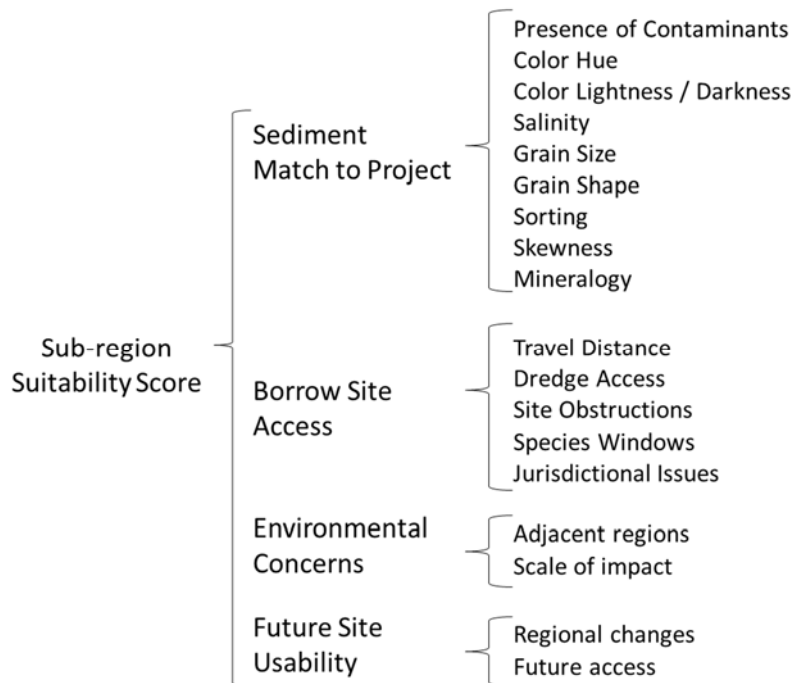 Sub-region
Suitability Score
Sediment
Match to Project
Presence of Contaminants
Color Hue
Color Lightness / Darkness
Salinity
Grain Size
Grain Shape
Sorting
Skewness
Mineralogy
Borrow Site
Access
Travel Distance
Dredge Access
Site Obstructions
Species Windows
Jurisdictional Issues
Environmental
Concerns
Adjacent regions
Scale of impact
Future Site
Usability
Regional changes
Future access